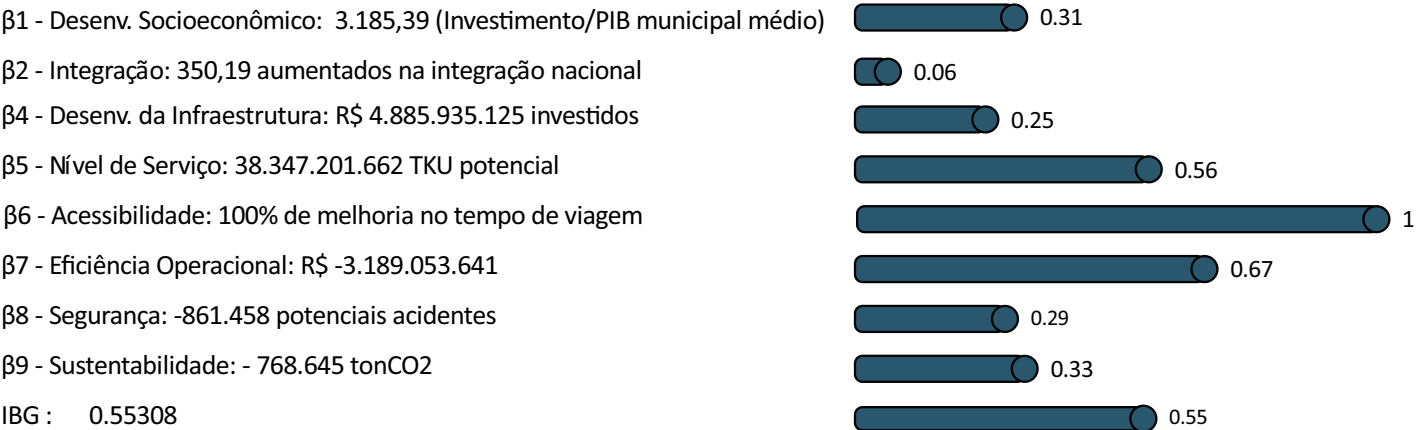 β1 - Desenv. Socioeconômico: 3.185,39 (Investimento/PIB municipal médio) 0.31
β2 - Integração: 350,19 aumentados na integração nacional 0.06
β4 - Desenv. da Infraestrutura: R$ 4.885.935.125 investidos 0.25
β5 - Nível de Serviço: 38.347.201.662 TKU potencial 0.56
β6 - Acessibilidade: 100% de melhoria no tempo de viagem 1
β7 - Eficiência Operacional: R$ -3.189.053.641 0.67
β8 - Segurança: -861.458 potenciais acidentes 0.29
β9 - Sustentabilidade: - 768.645 tonCO2 0.33
IBG : 0.55308 0.55